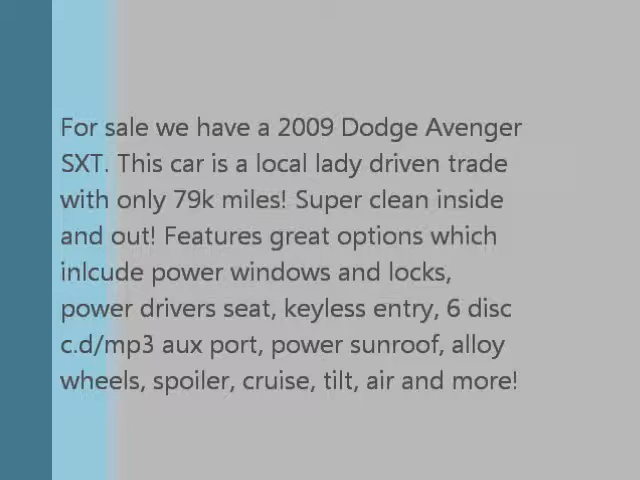 For sale we have a 2009 Dodge Avenger
SXT. This car is a local lady driven trade
with only 79k miles! Super clean inside
and out! Features great options which
inlcude power windows and locks,
power drivers seat, keyless entry, 6 disc
c.d/mp3 aux port, power sunroof, alloy
wheels, spoiler, cruise, tilt, air and more!